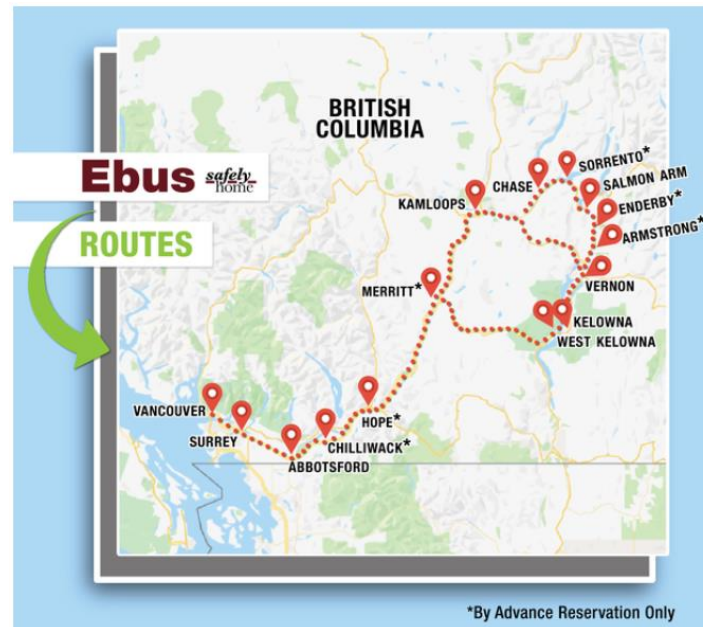 BRITISH
COLUMBIA
Ebus safely
home
ROUTES
SORRENTO*
CHASE
SALMON ARM
KAMLOOPS
ENDERBY*
ARMSTRONG*
MERRITT*
VERNON
KELOWNA
WEST KELOWNA
VANCOUVER
HOPE*
SURREY
CHILLIWACK*
ABBOTSFORD
*By Advance Reservation Only